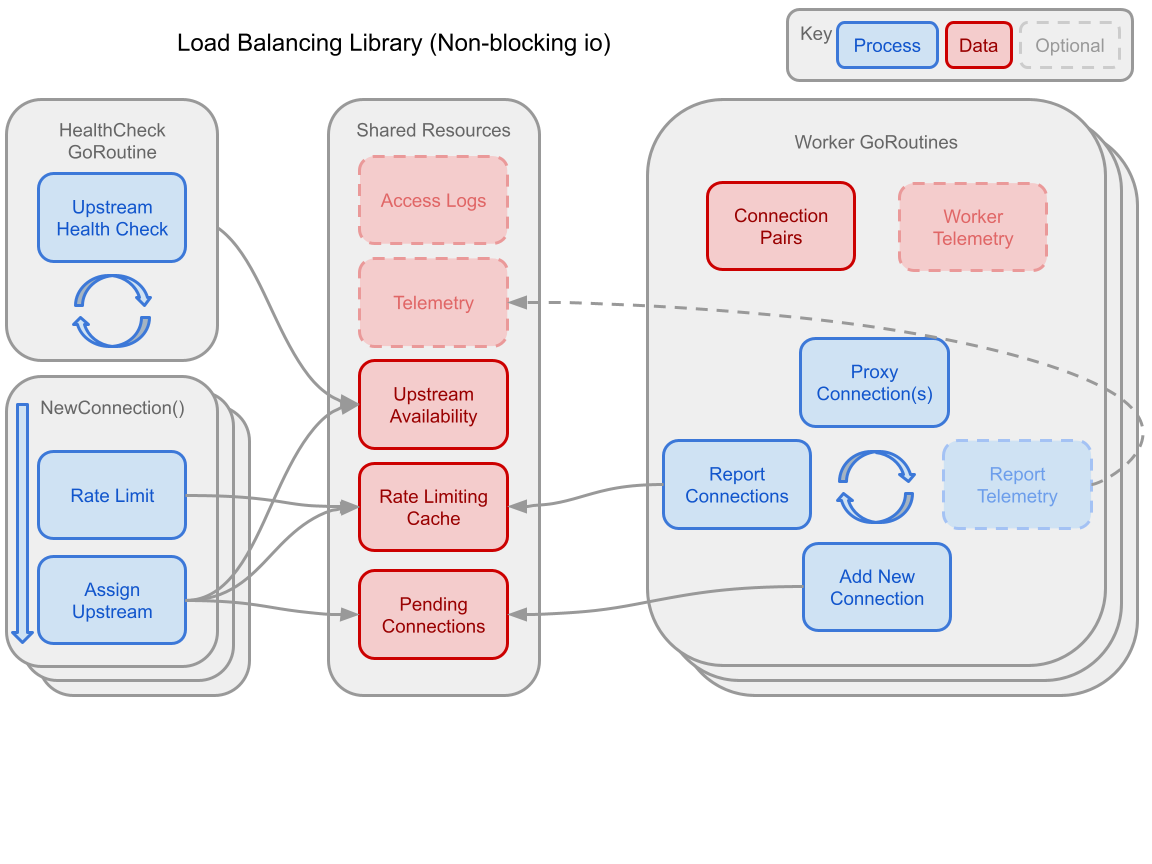 Load Balancing Library (Non-blocking io)
Key
Process
Data
Optional
HealthCheck
GoRoutine
Upstream
Health Check
NewConnection()
Rate Limit
Assign
Upstream
Shared Resources
Access Logs
Telemetry
Upstream
Availability
Rate Limiting
Cache
Pending
Connections
Worker GoRoutines
Connection
Pairs
Worker
Telemetry
Proxy
Connection(s)
Report
Connections
Report
Telemetry
Add New
Connection